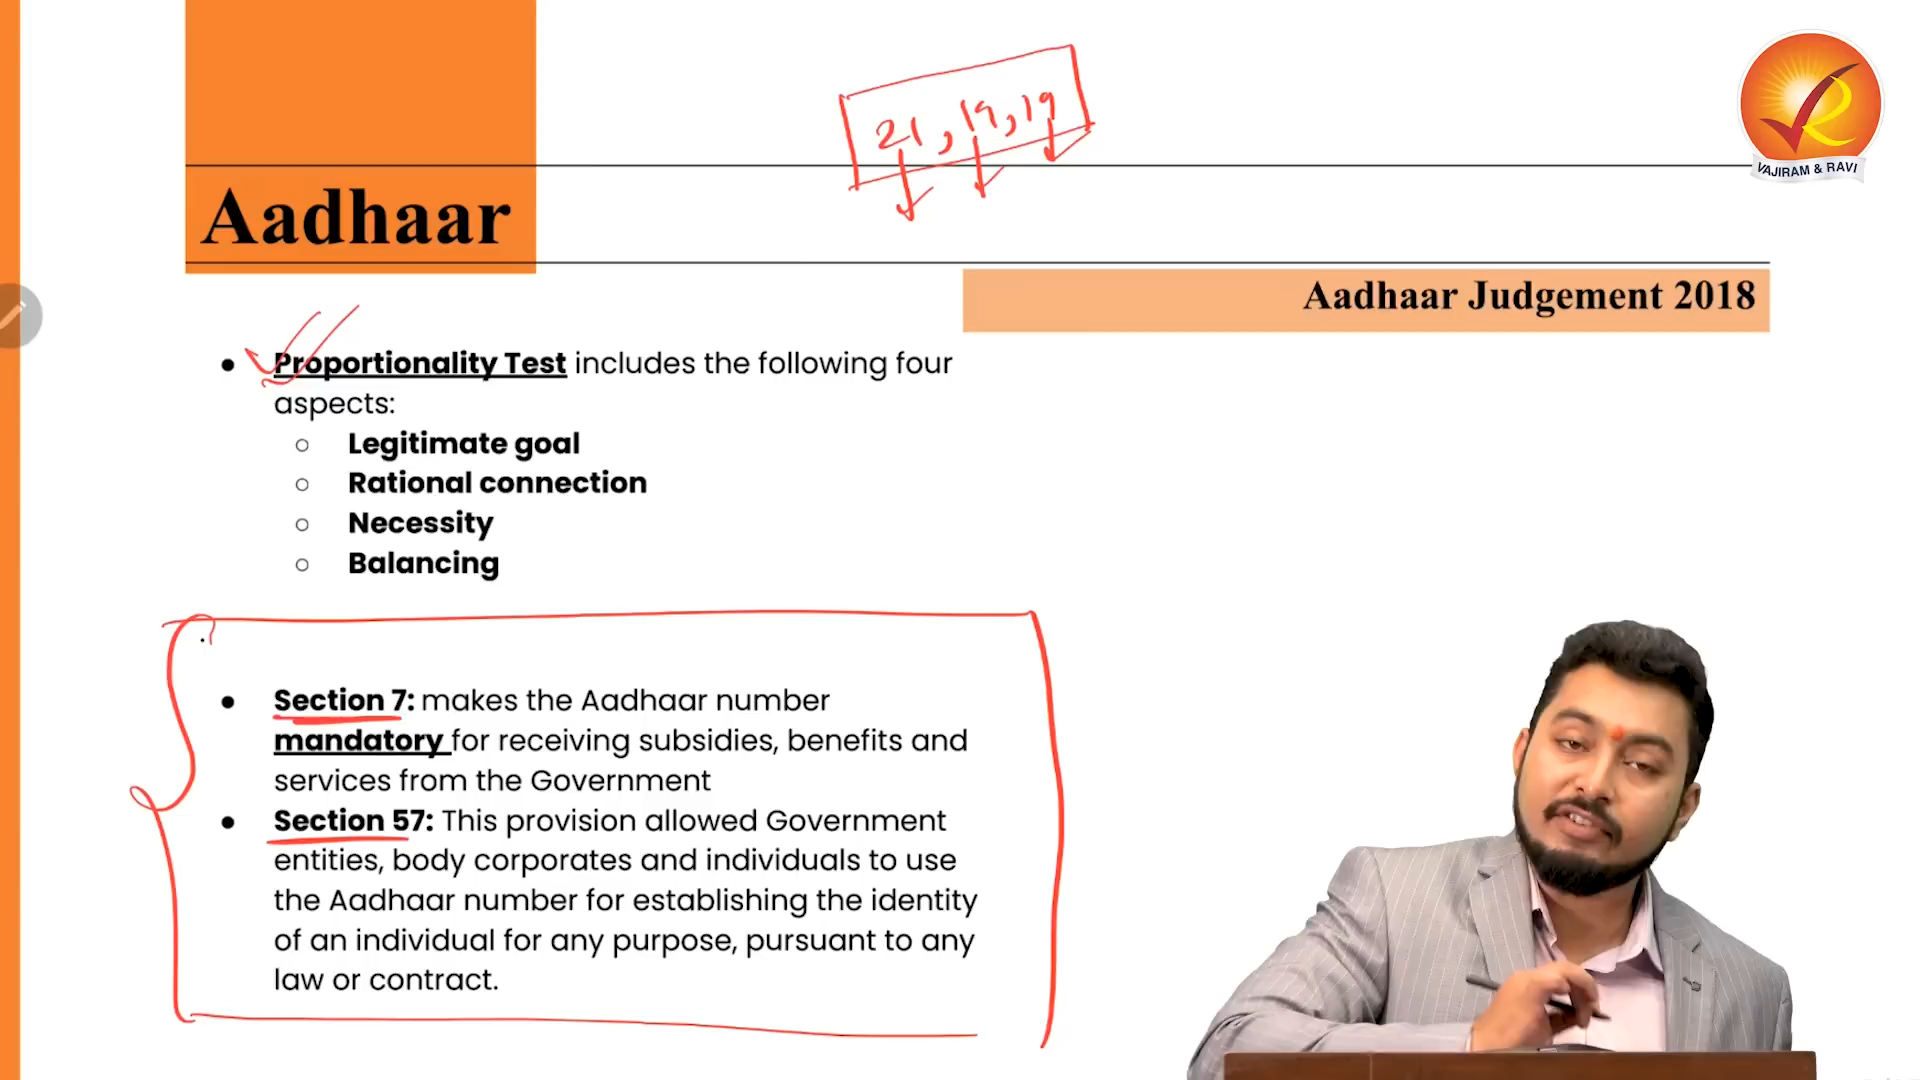 21, 19, 19
VAJIRAM & RAVI
Aadhaar
Aadhaar Judgement 2018
● Proportionality Test includes the following four
aspects:
○ Legitimate goal
○ Rational connection
○ Necessity
○ Balancing
● Section 7: makes the Aadhaar number
mandatory for receiving subsidies, benefits and
services from the Government
● Section 57: This provision allowed Government
entities, body corporates and individuals to use
the Aadhaar number for establishing the identity
of an individual for any purpose, pursuant to any
law or contract.